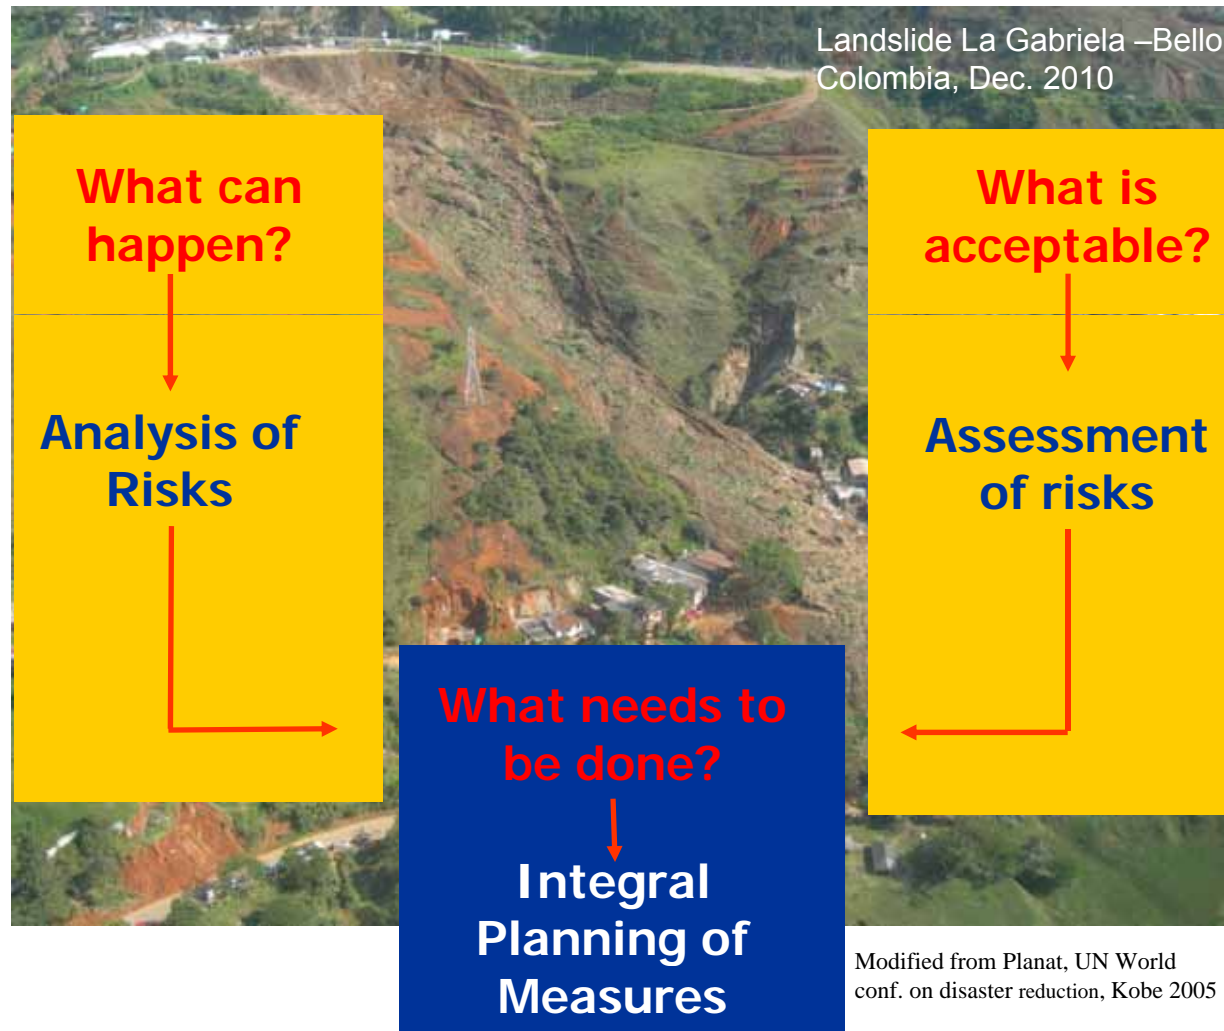 Landslide La Gabriela –Bello
Colombia, Dec. 2010
What can
happen?
Analysis of
Risks
What is
acceptable?
Assessment
of risks
What needs to
be done?
Integral
Planning of
Measures
Modified from Planat, UN World
conf. on disaster reduction, Kobe 2005